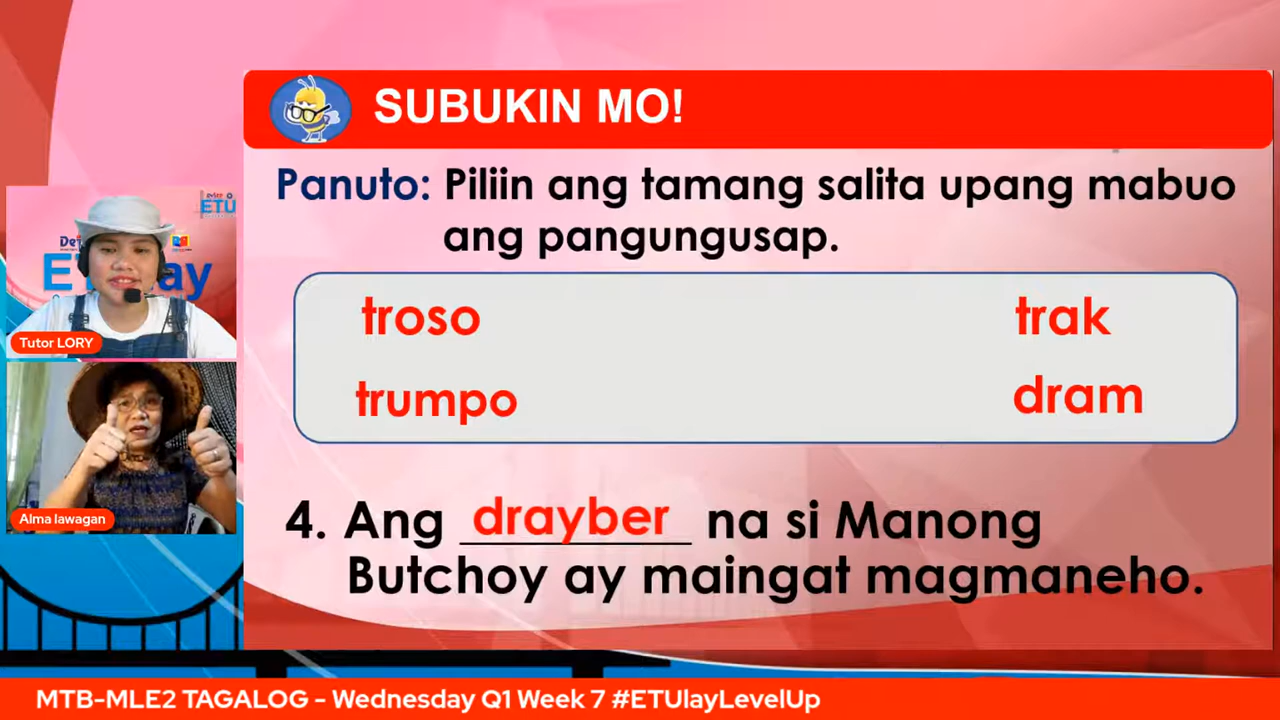 SUBUKIN MO!
Panuto: Piliin ang tamang salita upang mabuo
ang pangungusap.
troso
trak
trumpo
dram
4. Ang drayber na si Manong
Butchoy ay maingat magmaneho.
ETU
Tutor LORY
Alma lawagan
MTB-MLE2 TAGALOG - Wednesday Q1 Week 7 #ETUlayLevelUp